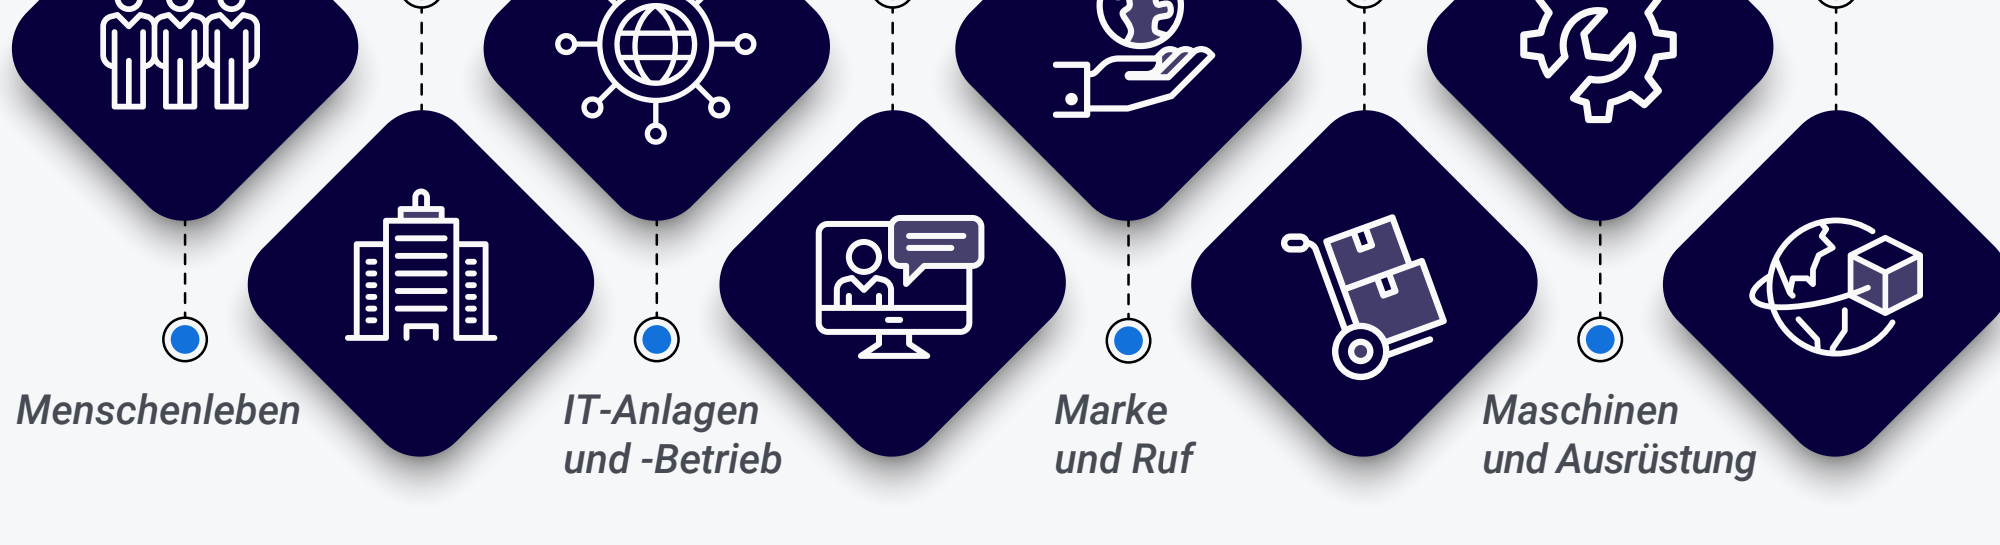 Menschenleben
IT-Anlagen
und -Betrieb
Marke
und Ruf
Maschinen
und Ausrüstung